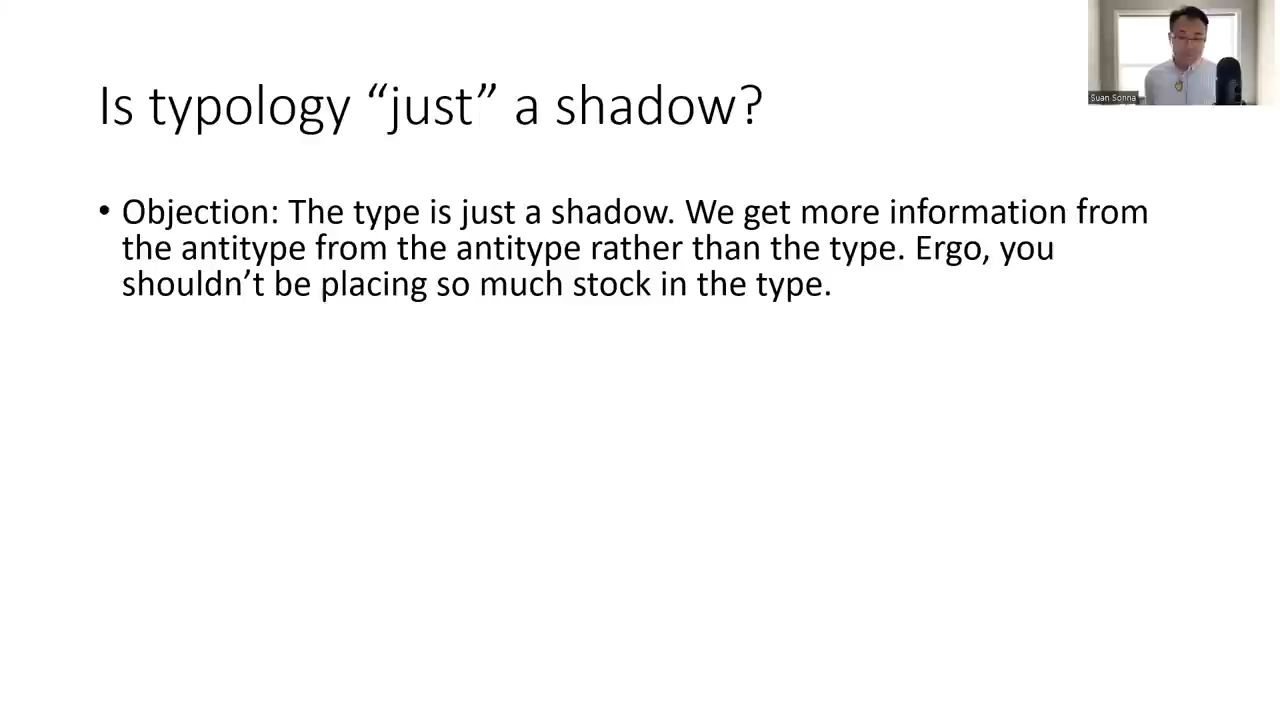 Is typology “just” a shadow?
• Objection: The type is just a shadow. We get more information from
the antitype from the antitype rather than the type. Ergo, you
shouldn’t be placing so much stock in the type.
Suan Sonna